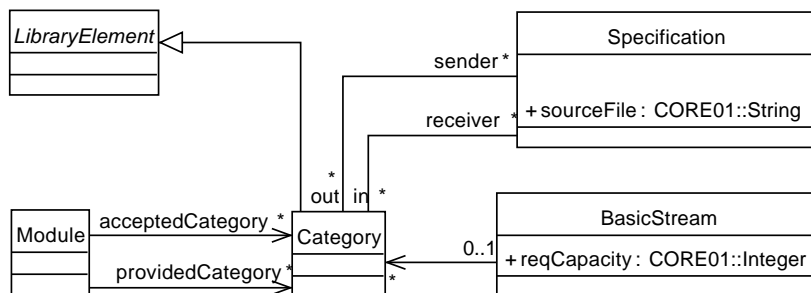 LibraryElement
Specification
sender *
+ sourceFile : CORE01::String
receiver *
* out in *
BasicStream
acceptedCategory *
Module
Category
0..1
+ reqCapacity : CORE01::Integer
providedCategory *
*